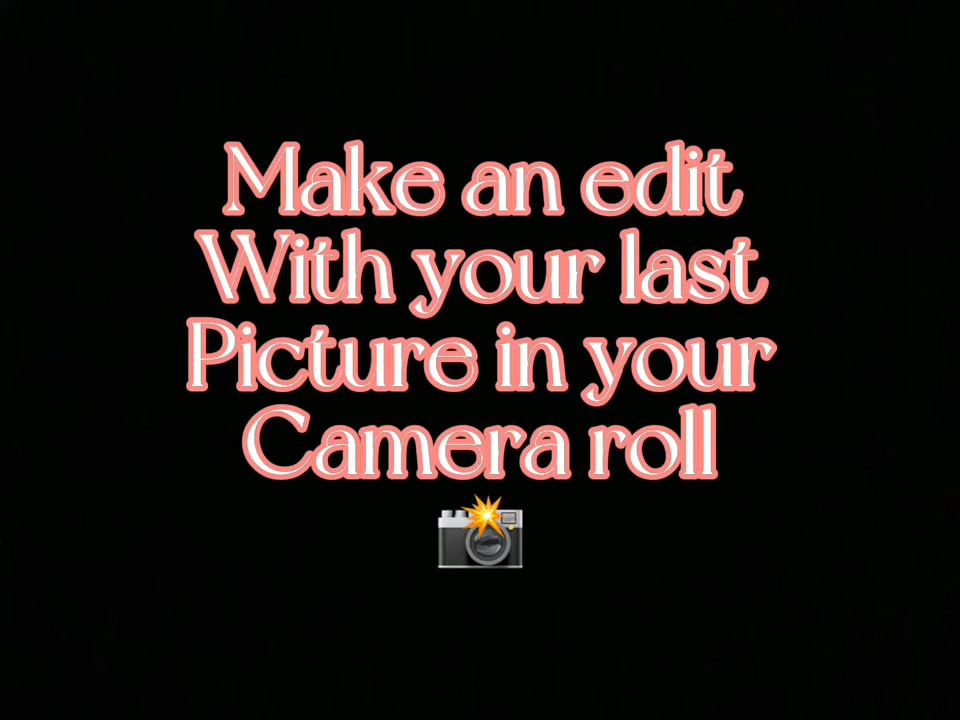 Make an edit
With your last
Picture in your
Camera roll